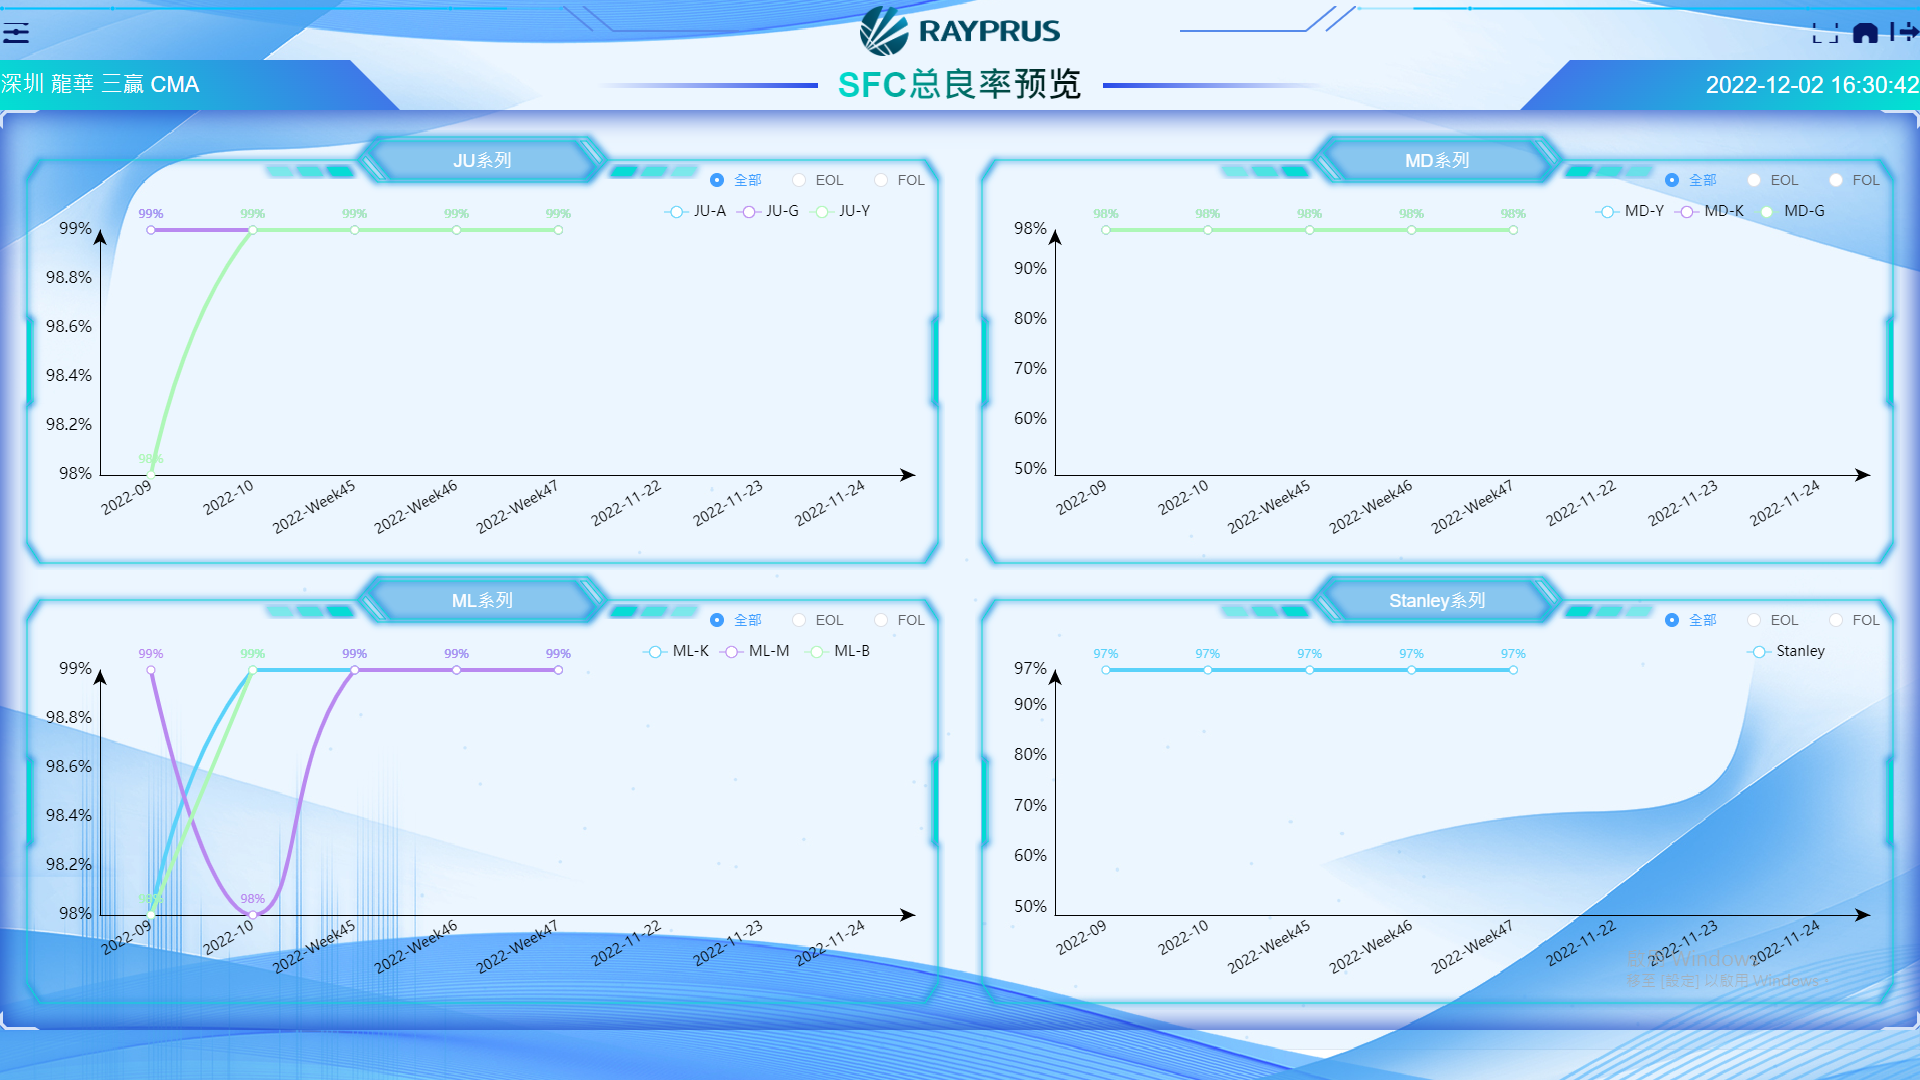 RAYPRUS
深圳 龍華 三贏 CMA
SFC总良率预览
2022-12-02 16:30:42
JU系列
全部 EOL FOL
JU-A JU-G JU-Y
99% 99% 99% 99% 99%
99%
98.8%
98.6%
98.4%
98.2%
98%
98%
2022-09 2022-10 2022-Week45 2022-Week46 2022-Week47 2022-11-22 2022-11-23 2022-11-24
MD系列
全部 EOL FOL
MD-Y MD-K MD-G
98% 98% 98% 98% 98%
98%
90%
80%
70%
60%
50%
2022-09 2022-10 2022-Week45 2022-Week46 2022-Week47 2022-11-22 2022-11-23 2022-11-24
ML系列
全部 EOL FOL
ML-K ML-M ML-B
99% 99% 99% 99% 99%
99%
98.8%
98.6%
98.4%
98.2%
98% 98%
98%
2022-09 2022-10 2022-Week45 2022-Week46 2022-Week47 2022-11-22 2022-11-23 2022-11-24
Stanley系列
全部 EOL FOL
Stanley
97% 97% 97% 97% 97%
97%
90%
80%
70%
60%
50%
2022-09 2022-10 2022-Week45 2022-Week46 2022-Week47 2022-11-22 2022-11-23 2022-11-24
Windows
移至 [設定] 以啟用 Windows。